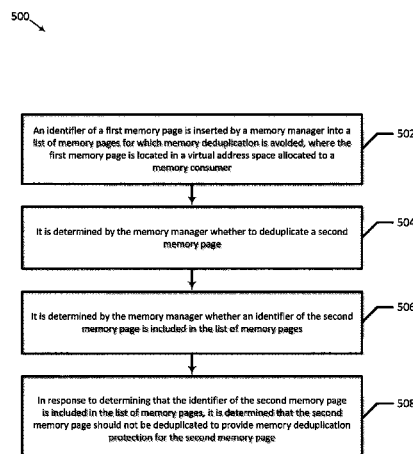 500
An identifier of a first memory page is inserted by a memory manager into a
list of memory pages for which memory deduplication is avoided, where the
first memory page is located in a virtual address space allocated to a
memory consumer
502
It is determined by the memory manager whether to deduplicate a second
memory page
504
It is determined by the memory manager whether an identifier of the second
memory page is included in the list of memory pages
506
In response to determining that the identifier of the second memory page
is included in the list of memory pages, it is determined that the second
memory page should not be deduplicated to provide memory deduplication
protection for the second memory page
508